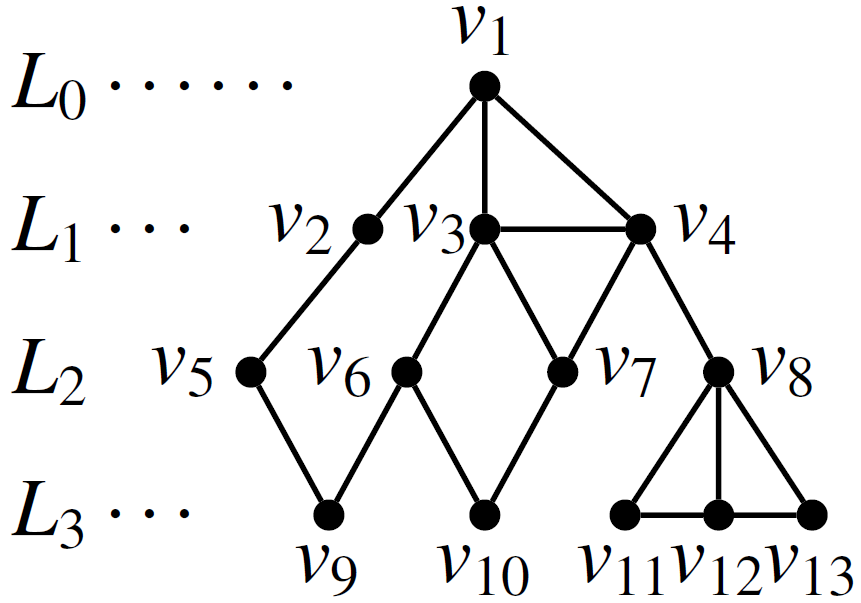 v₁
L₀ · · · · · ·
L₁ · · · v₂ v₃ v₄
L₂ v₅ v₆ v₇ v₈
L₃ · · ·
v₉ v₁₀ v₁₁ v₁₂ v₁₃